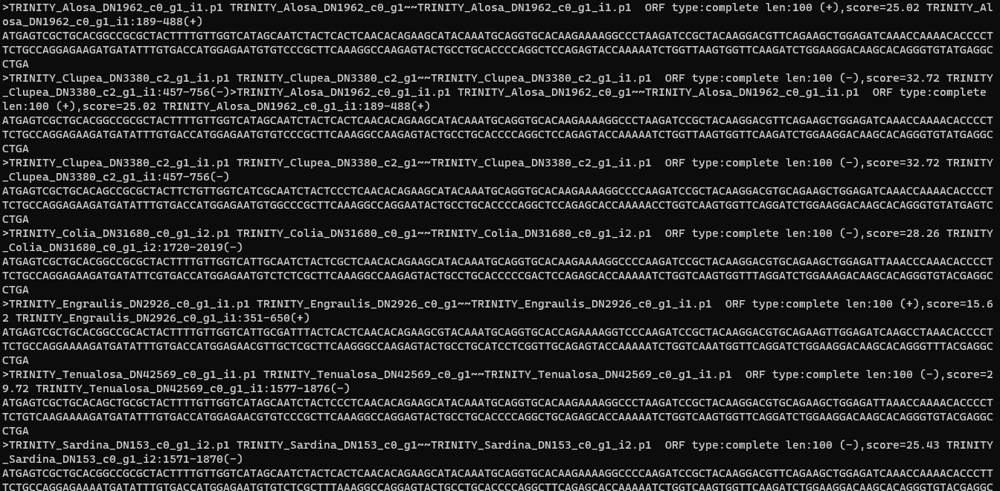 >TRINITY_Alosa_DN1962_c0_g1_i1.p1 TRINITY_Alosa_DN1962_c0_g1~~TRINITY_Alosa_DN1962_c0_g1_i1.p1  ORF type:complete len:100 (+),score=25.02 TRINITY_Al
osa_DN1962_c0_g1_i1:189-488(+)
ATGAGTCGCTGCACGGCCGCGCTACTTTTGTTGGTCATAGCAATCTACTCACTCAACACAGAAGCATACAAATGCAGGTGCACAAGAAAAGGCCCTAAGATCCGCTACAAGGACGTTCAGAAGCTGGAGATCAAACCAAAACACCCCT
TCTGCCAGGAGAAGATGATATTTGTGACCATGGAGAATGTGTCCCGCTTCAAAGGCCAAGAGTACTGCCTGCACCCCAGGCTCCAGAGTACCAAAAATCTGGTTAAGTGGTTCAAGATCTGGAAGGACAAGCACAGGGTGTATGAGGC
CTGA
>TRINITY_Clupea_DN3380_c2_g1_i1.p1 TRINITY_Clupea_DN3380_c2_g1~~TRINITY_Clupea_DN3380_c2_g1_i1.p1  ORF type:complete len:100 (-),score=32.72 TRINITY
_Clupea_DN3380_c2_g1_i1:457-756(-)>TRINITY_Alosa_DN1962_c0_g1_i1.p1 TRINITY_Alosa_DN1962_c0_g1~~TRINITY_Alosa_DN1962_c0_g1_i1.p1  ORF type:complete
len:100 (+),score=25.02 TRINITY_Alosa_DN1962_c0_g1_i1:189-488(+)
ATGAGTCGCTGCACGGCCGCGCTACTTTTGTTGGTCATAGCAATCTACTCACTCAACACAGAAGCATACAAATGCAGGTGCACAAGAAAAGGCCCTAAGATCCGCTACAAGGACGTTCAGAAGCTGGAGATCAAACCAAAACACCCCT
TCTGCCAGGAGAAGATGATATTTGTGACCATGGAGAATGTGTCCCGCTTCAAAGGCCAAGAGTACTGCCTGCACCCCAGGCTCCAGAGTACCAAAAATCTGGTTAAGTGGTTCAAGATCTGGAAGGACAAGCACAGGGTGTATGAGGC
CTGA
>TRINITY_Clupea_DN3380_c2_g1_i1.p1 TRINITY_Clupea_DN3380_c2_g1~~TRINITY_Clupea_DN3380_c2_g1_i1.p1  ORF type:complete len:100 (-),score=32.72 TRINITY
_Clupea_DN3380_c2_g1_i1:457-756(-)
ATGAGTCGCTGCACAGCCGCGCTACTTCTGTTGGTCATCGCAATCTACTCCCTCAACACAGAAGCATACAAATGCAGGTGCACAAGAAAAGGCCCCAAGATCCGCTACAAGGACGTGCAGAAGCTGGAGATCAAACCAAAACACCCCT
TCTGCCAGGAGAAGATGATATTTGTGACCATGGAGAATGTGGCCCGCTTCAAAGGCCAGGAATACTGCCTGCACCCCAGGCTCCAGAGCACCAAAAACCTGGTCAAGTGGTTCAGGATCTGGAAGGACAAGCACAGGGTGTATGAGTC
CTGA
>TRINITY_Colia_DN31680_c0_g1_i2.p1 TRINITY_Colia_DN31680_c0_g1~~TRINITY_Colia_DN31680_c0_g1_i2.p1  ORF type:complete len:100 (-),score=28.26 TRINITY
_Colia_DN31680_c0_g1_i2:1720-2019(-)
ATGAGTCGCTGCACGGCCGCGCTACTTTTGTTGGTCATTGCAATCTACTCGCTCAACACAGAAGCATACAAATGCAGGTGCACAAGAAAAGGCCCCAAGATCCGCTACAAGGACGTGCAGAAGCTGGAGATTAAACCCAAACACCCCT
TCTGCCAGGAGAAGATGATATTCGTGACCATGGAGAATGTCTCTCGCTTCAAAGGCCAAGAGTACTGCCTGCACCCCCGACTCCAGAGCACCAAAAATCTGGTCAAGTGGTTTAGGATCTGGAAAGACAAGCACAGGGTGTACGAGGC
CTGA
>TRINITY_Engraulis_DN2926_c0_g1_i1.p1 TRINITY_Engraulis_DN2926_c0_g1~~TRINITY_Engraulis_DN2926_c0_g1_i1.p1  ORF type:complete len:100 (+),score=15.6
2 TRINITY_Engraulis_DN2926_c0_g1_i1:351-650(+)
ATGAGTCGCTGCACGGCCGCACTACTTTTGTTGGTCATTGCGATTTACTCACTCAACACAGAAGCGTACAAATGCAGGTGCACCAGAAAAGGTCCCAAGATCCGCTACAAGGACGTGCAGAAGTTGGAGATCAAGCCTAAACACCCCT
TCTGCCAGGAAAAGATGATATTTGTGACCATGGAGAACGTTGCTCGCTTCAAGGGCCAAGAGTACTGCCTGCATCCTCGGTTGCAGAGTACCAAAAATCTGGTCAAATGGTTCAGGATCTGGAAGGACAAGCACAGGGTTTACGAGGC
CTGA
>TRINITY_Tenualosa_DN42569_c0_g1_i1.p1 TRINITY_Tenualosa_DN42569_c0_g1~~TRINITY_Tenualosa_DN42569_c0_g1_i1.p1  ORF type:complete len:100 (-),score=2
9.72 TRINITY_Tenualosa_DN42569_c0_g1_i1:1577-1876(-)
ATGAGTCGCTGCACAGCTGCGCTACTTTTGTTGGTCATAGCAATCTACTCCCTCAACACAGAAGCATACAAATGCAGGTGCACAAGAAAAGGCCCTAAGATCCGCTACAAGGACGTGCAGAAGCTGGAGATTAAACCAAAACACCCCT
TCTGTCAAGAAAAGATGATATTTGTGACCATGGAGAACGTGTCCCGCTTCAAAGGCCAGGAGTACTGCCTGCACCCCAGGCTGCAGAGCACCAAAAATCTGGTCAAGTGGTTCAGGATCTGGAAGGACAAGCACAGGGTGTACGAGGC
CTGA
>TRINITY_Sardina_DN153_c0_g1_i2.p1 TRINITY_Sardina_DN153_c0_g1~~TRINITY_Sardina_DN153_c0_g1_i2.p1  ORF type:complete len:100 (-),score=25.43 TRINITY
_Sardina_DN153_c0_g1_i2:1571-1870(-)
ATGAGTCGCTGCACGGCCGCGCTACTTTTGTTGGTCATAGCAATCTACTCACTCAACACAGAAGCATACAAATGCAGGTGCACAAGAAAAGGCCCCAAGATCCGCTACAAGGACGTTCAGAAGCTGGAGATCAAACCAAAACACCCTT
TCTGCCAGGAGAAAATGATATTTGTGACCATGGAGAATGTGTCTCGCTTTAAAGGCCAGGAGTACTGCCTGCACCCCAGGCTTCAGAGCACCAAAAATCTGGTCAAGTGGTTCAAGATCTGGAAGGACAAGCACAGGGTGTACGAGGC